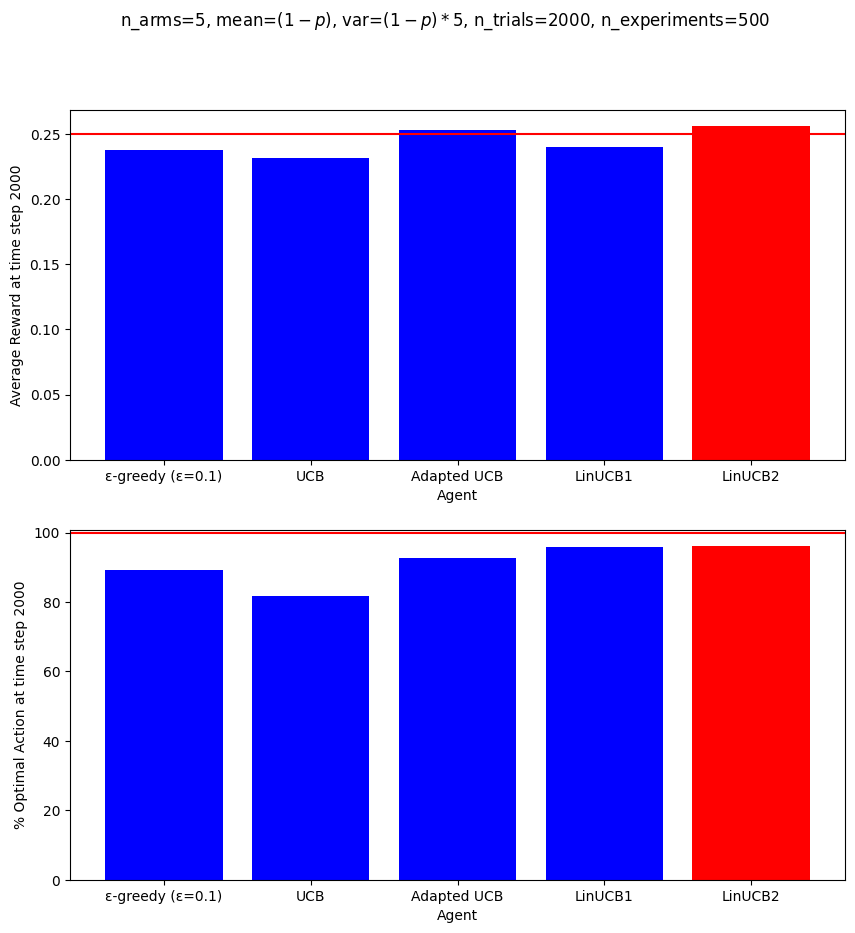 n_arms=5, mean=(1 − p), var=(1 − p) * 5, n_trials=2000, n_experiments=500
Average Reward at time step 2000
0.25
0.20
0.15
0.10
0.05
0.00
ε-greedy (ε=0.1) UCB Adapted UCB LinUCB1 LinUCB2
Agent
% Optimal Action at time step 2000
100
80
60
40
20
0
ε-greedy (ε=0.1) UCB Adapted UCB LinUCB1 LinUCB2
Agent